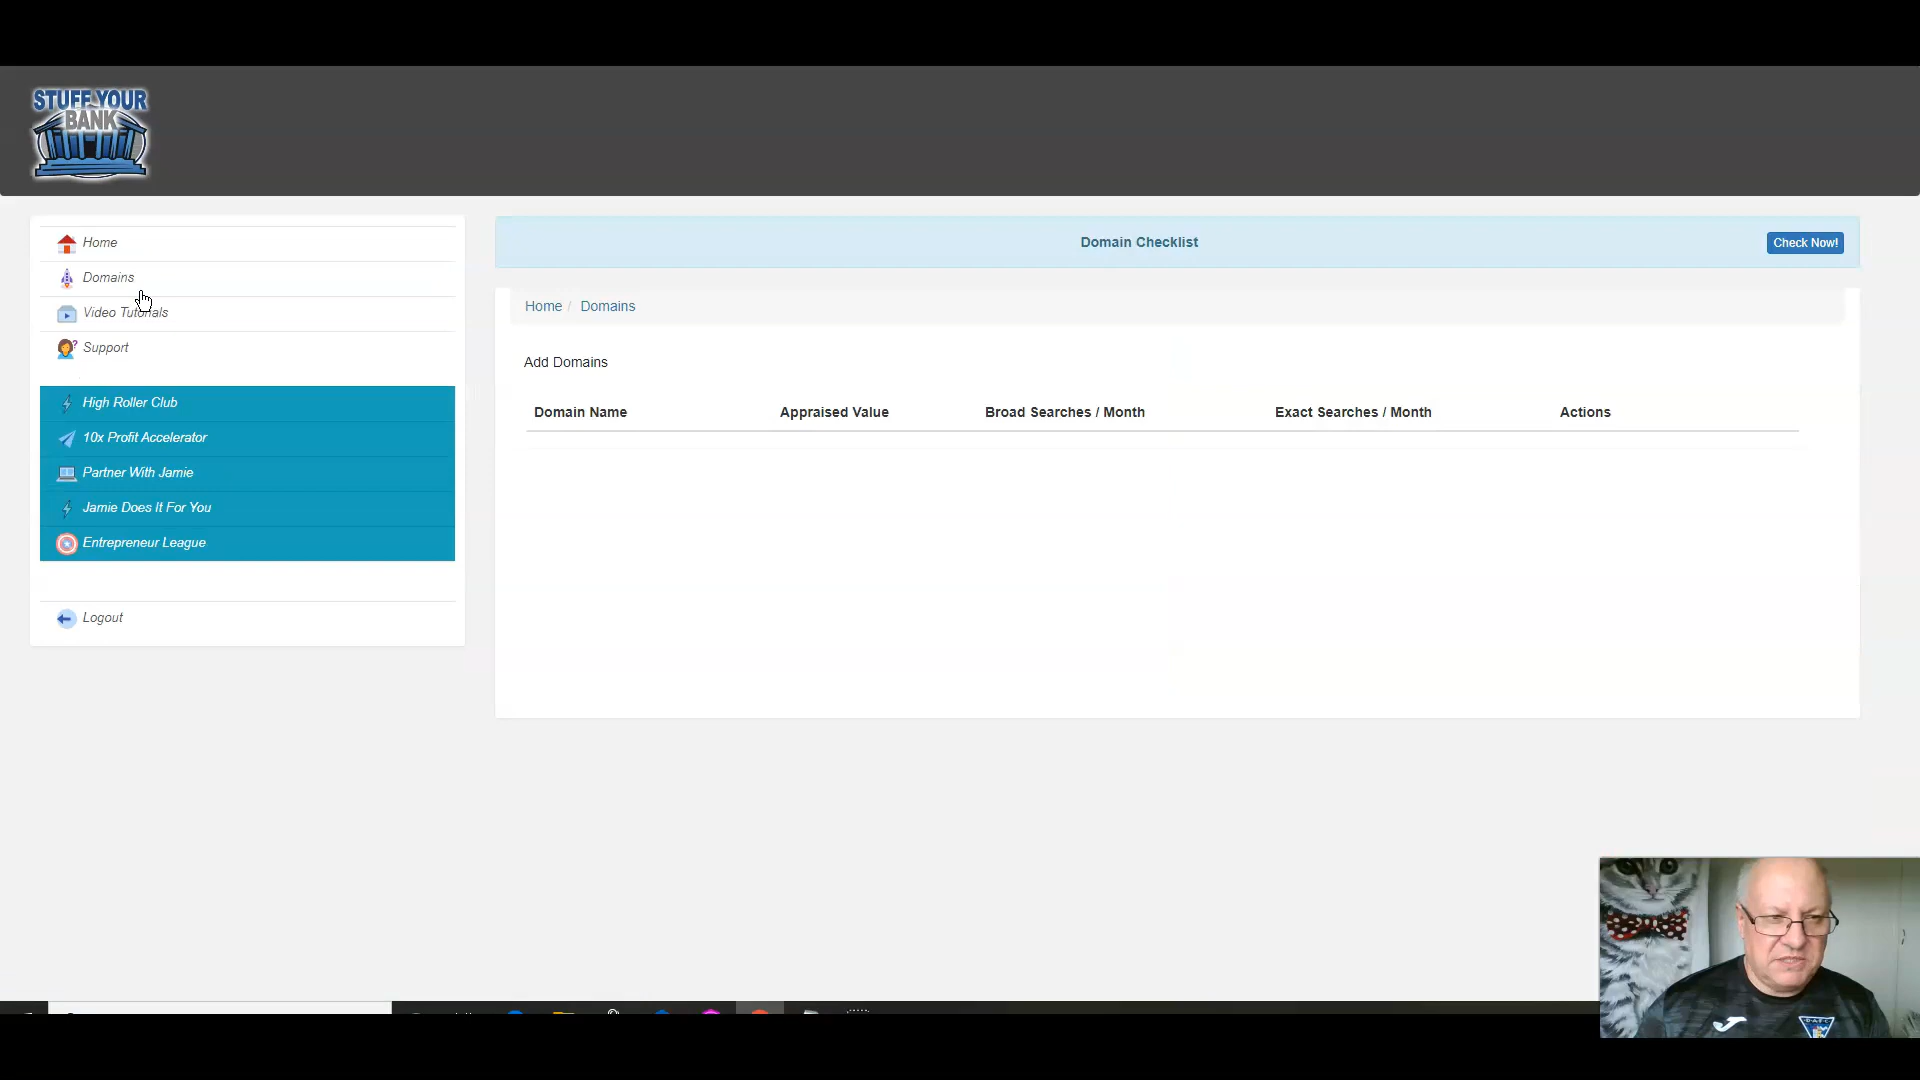 STUFF YOUR
BANK
Home
Domains
Video Tutorials
Support
High Roller Club
10x Profit Accelerator
Partner With Jamie
Jamie Does It For You
Entrepreneur League
Logout
Domain Checklist
Check Now!
Home / Domains
Add Domains
Domain Name Appraised Value Broad Searches / Month Exact Searches / Month Actions